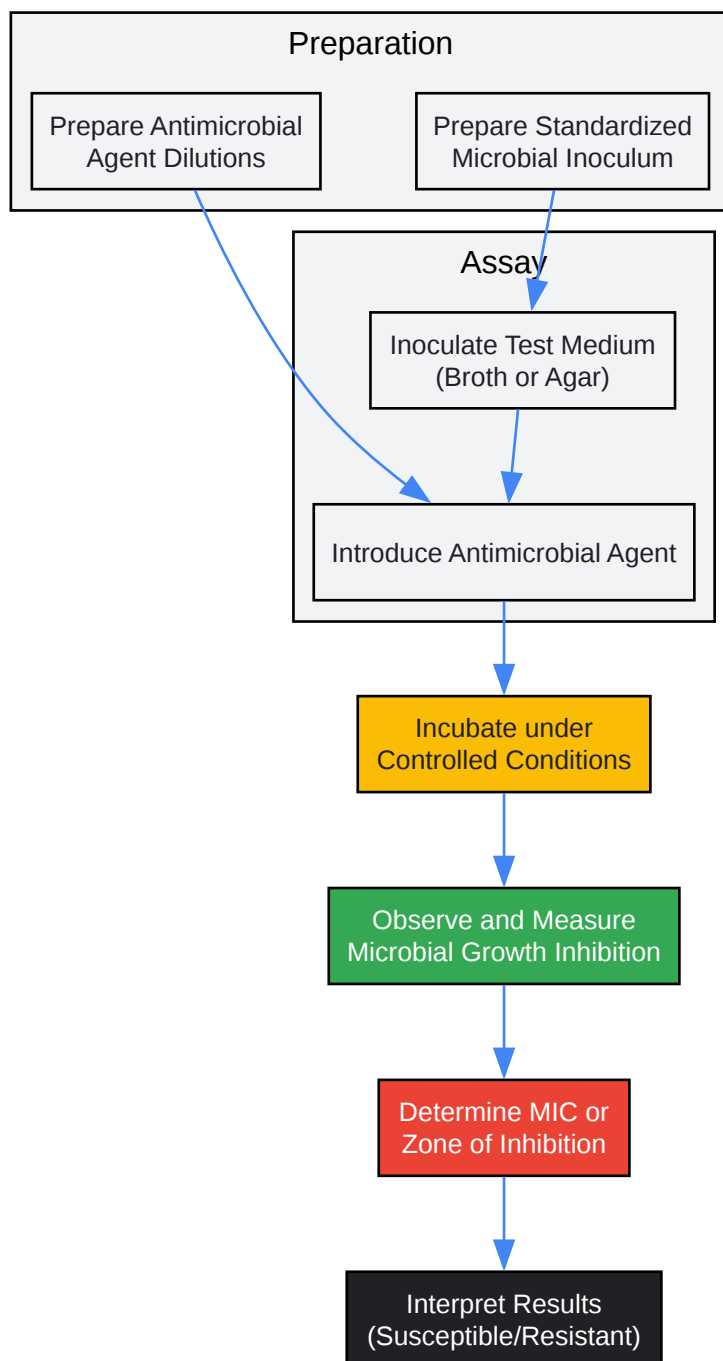 Preparation
Prepare Antimicrobial
Agent Dilutions
Prepare Standardized
Microbial Inoculum
Assay
Inoculate Test Medium
(Broth or Agar)
Introduce Antimicrobial Agent
Incubate under
Controlled Conditions
Observe and Measure
Microbial Growth Inhibition
Determine MIC or
Zone of Inhibition
Interpret Results
(Susceptible/Resistant)